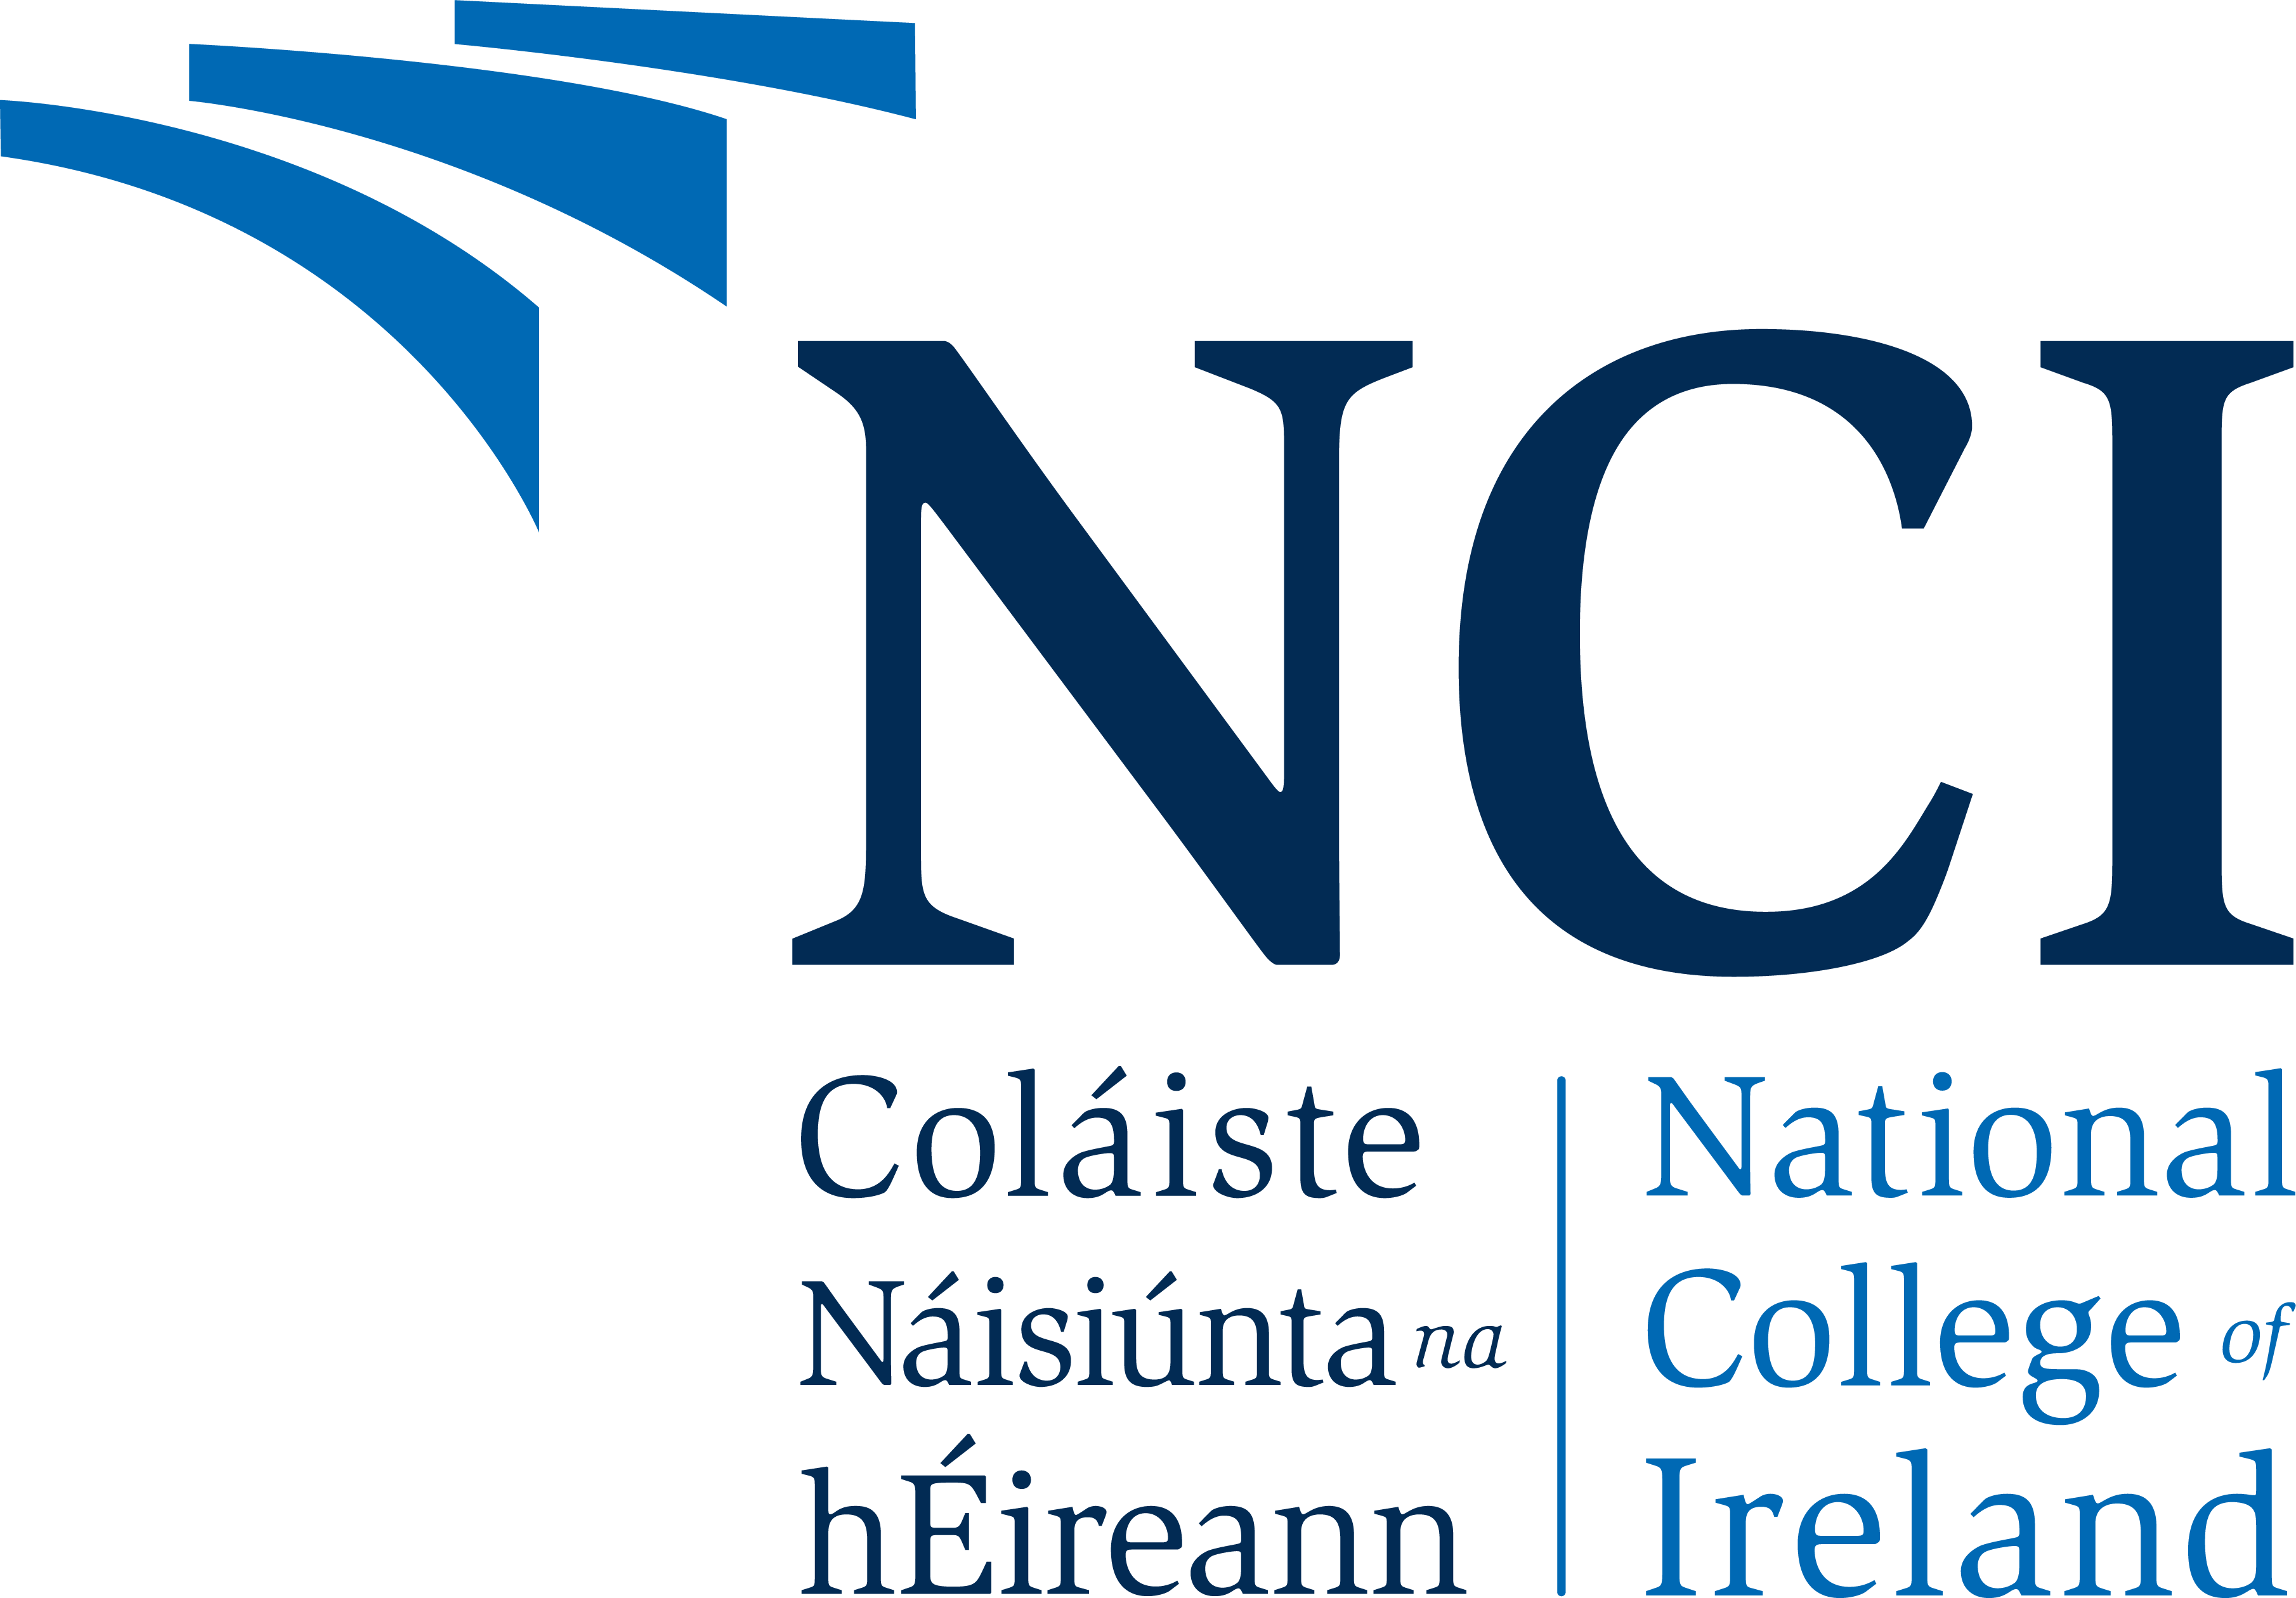 NCI
Coláiste
Náisiúnta na
hÉireann
National
College of
Ireland